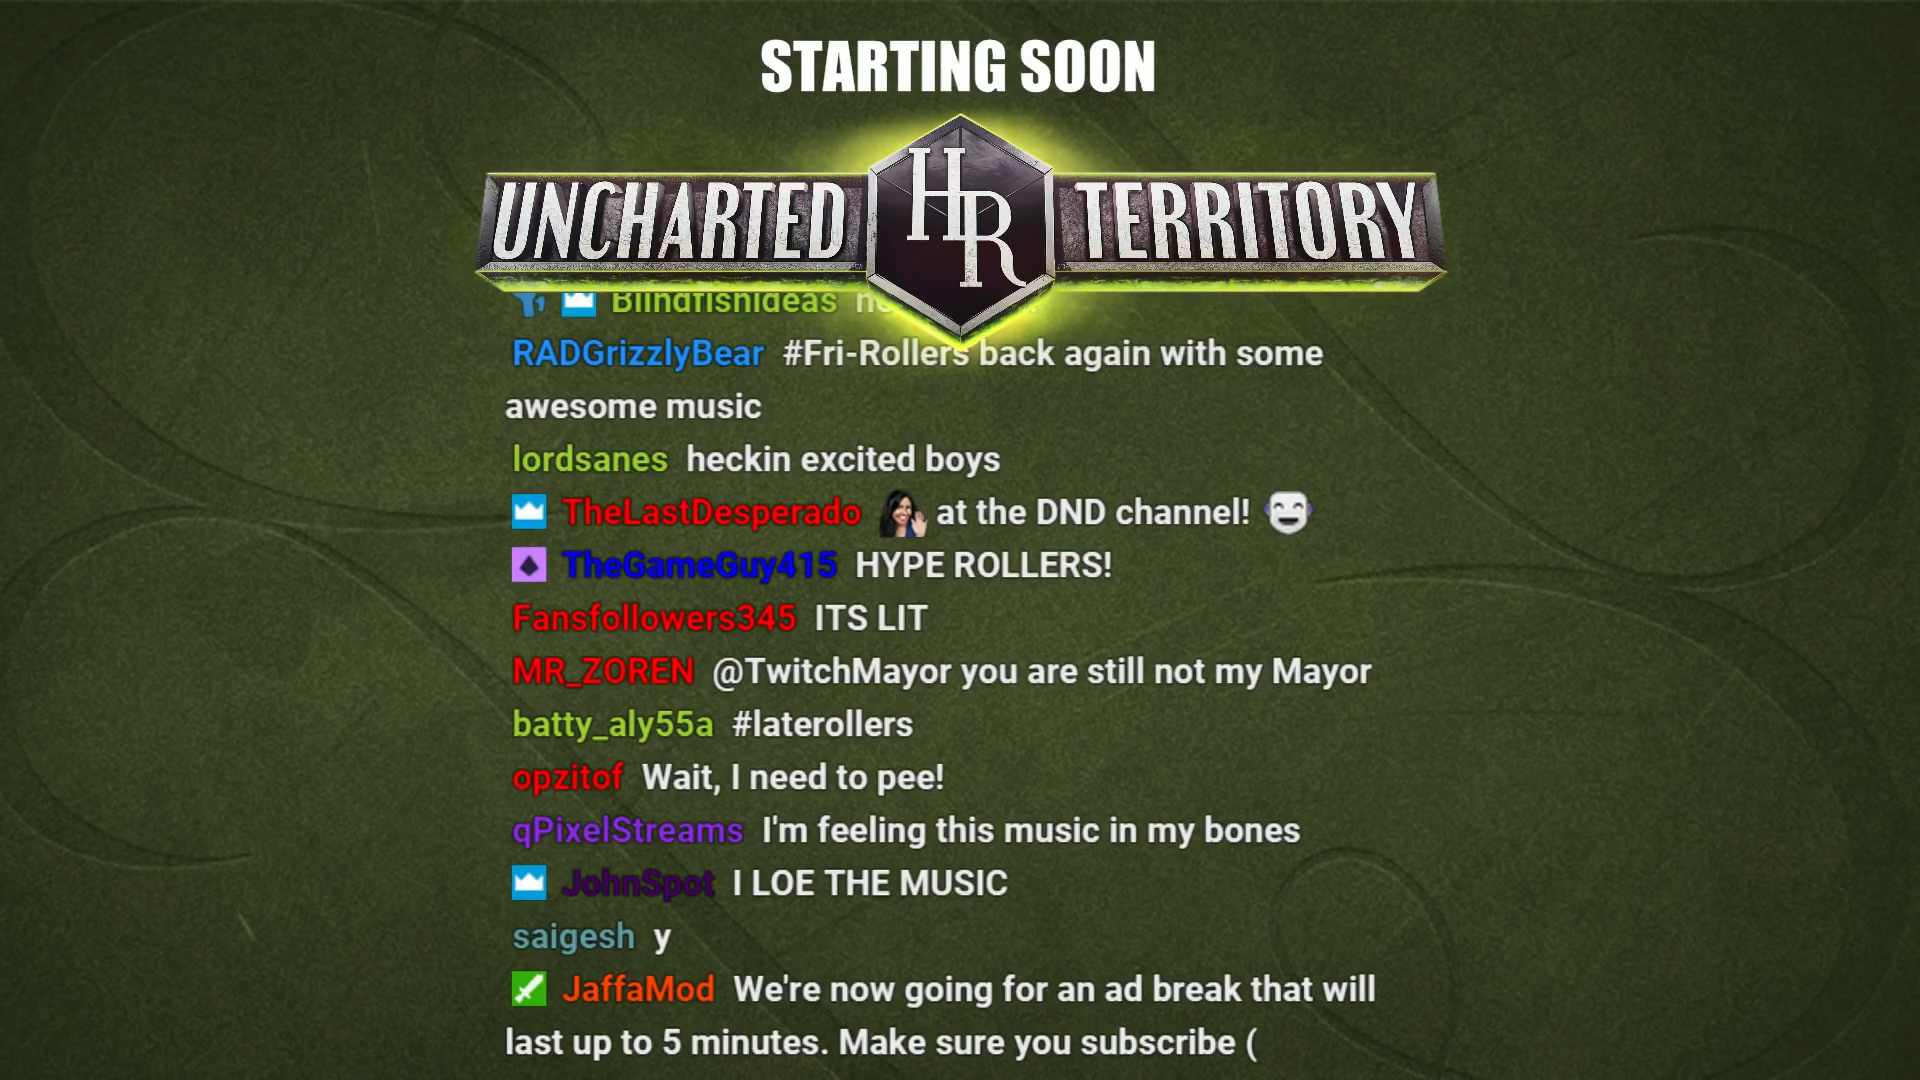 STARTING SOON
UNCHARTED HR TERRITORY
Blindfishideas
RADGrizzlyBear #Fri-Rollers back again with some
awesome music
lordsanes heckin excited boys
TheLastDesperado at the DND channel!
TheGameGuy415 HYPE ROLLERS!
Fansfollowers345 ITS LIT
MR_ZOREN @TwitchMayor you are still not my Mayor
batty_aly55a #laterollers
opzitof Wait, I need to pee!
qPixelStreams I'm feeling this music in my bones
JohnSpot I LOE THE MUSIC
saigesh y
JaffaMod We're now going for an ad break that will
last up to 5 minutes. Make sure you subscribe (